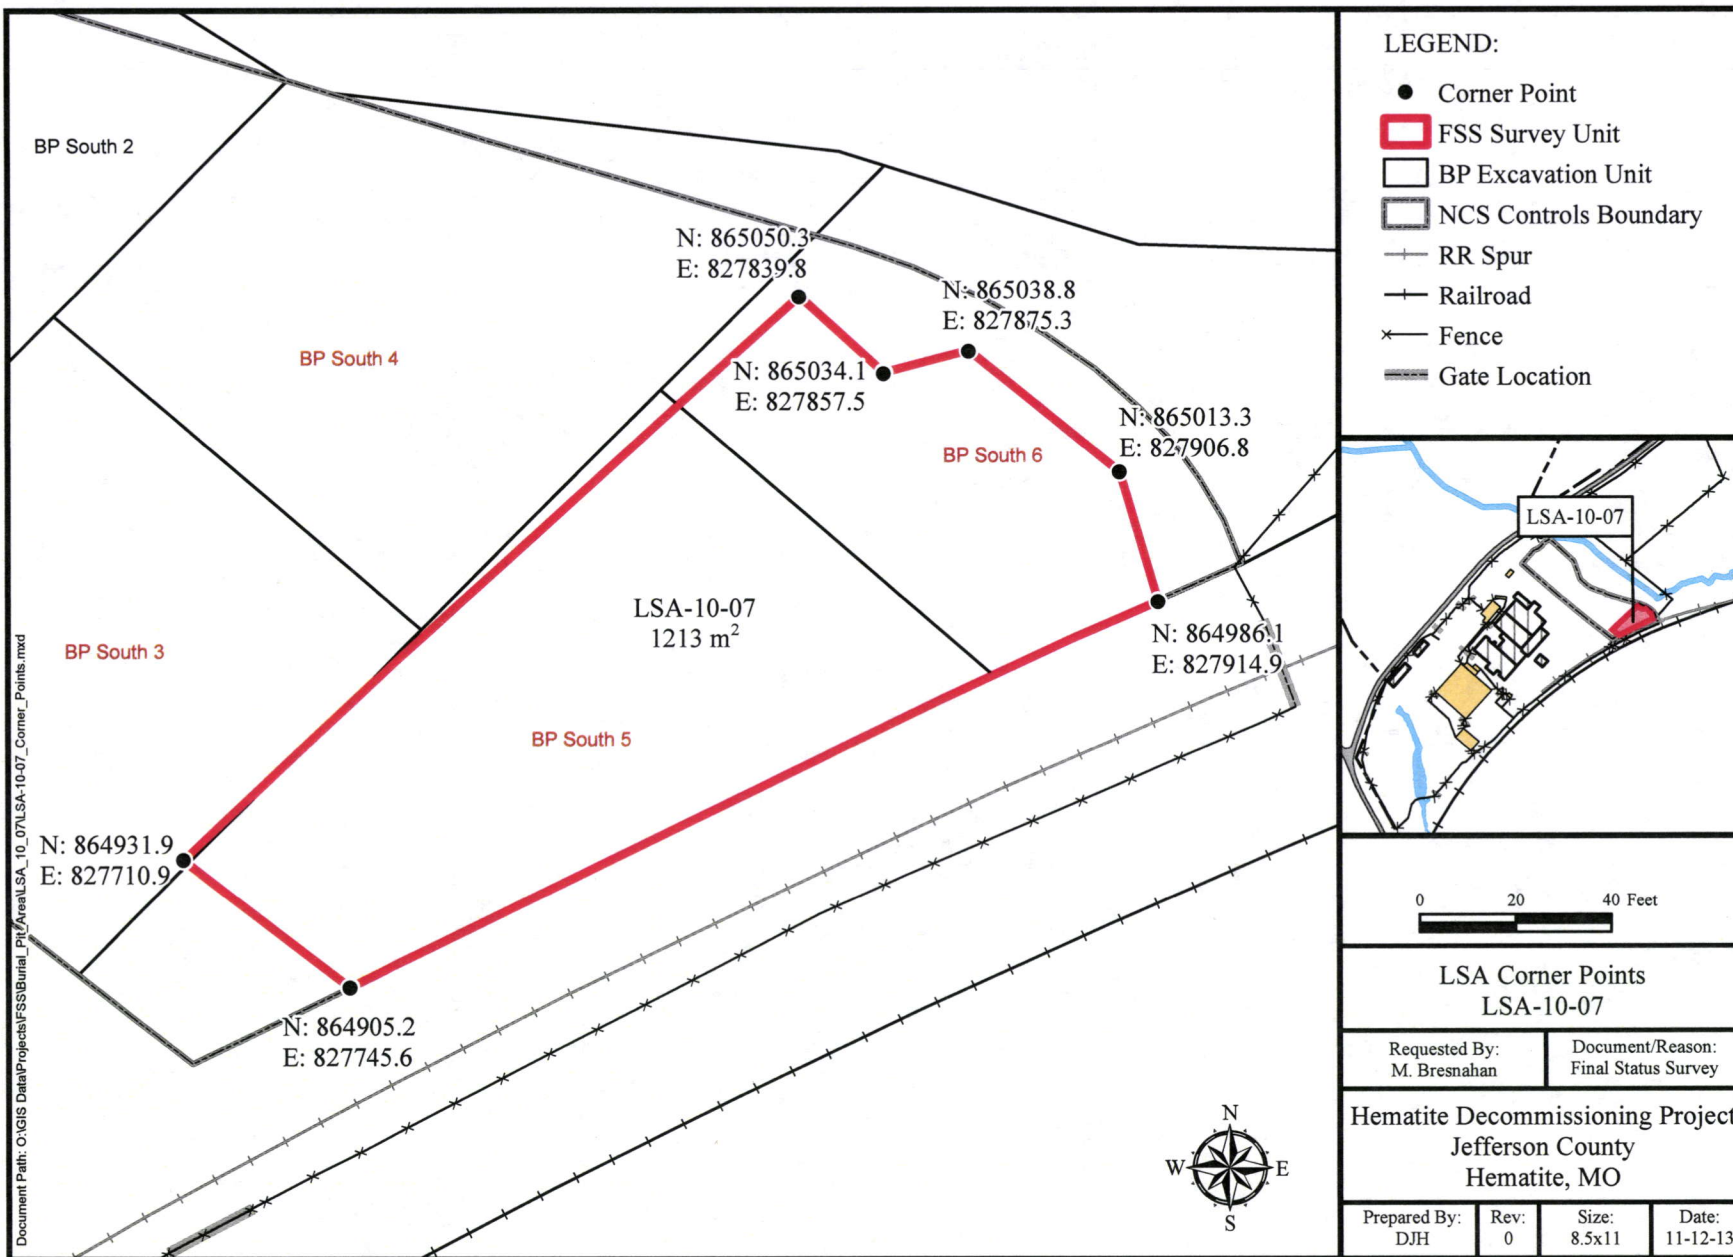 BP South 2
BP South 4
N: 865050.3
E: 827839.8
N: 865038.8
E: 827875.3
N: 865034.1
E: 827857.5
N: 865013.3
E: 827906.8
BP South 6
BP South 3
LSA-10-07
1213 m²
N: 864986.1
E: 827914.9
BP South 5
N: 864931.9
E: 827710.9
N: 864905.2
E: 827745.6
N
W E
S
Document Path: O:\GIS Data\Projects\FSS\Burial_Pit_Area\LSA_10_07\LSA-10-07_Corner_Points.mxd
LEGEND:
Corner Point
FSS Survey Unit
BP Excavation Unit
NCS Controls Boundary
RR Spur
Railroad
Fence
Gate Location
LSA-10-07
0 20 40 Feet
LSA Corner Points
LSA-10-07
Requested By:
M. Bresnahan
Document/Reason:
Final Status Survey
Hematite Decommissioning Project
Jefferson County
Hematite, MO
Prepared By:
DJH
Rev:
0
Size:
8.5x11
Date:
11-12-13